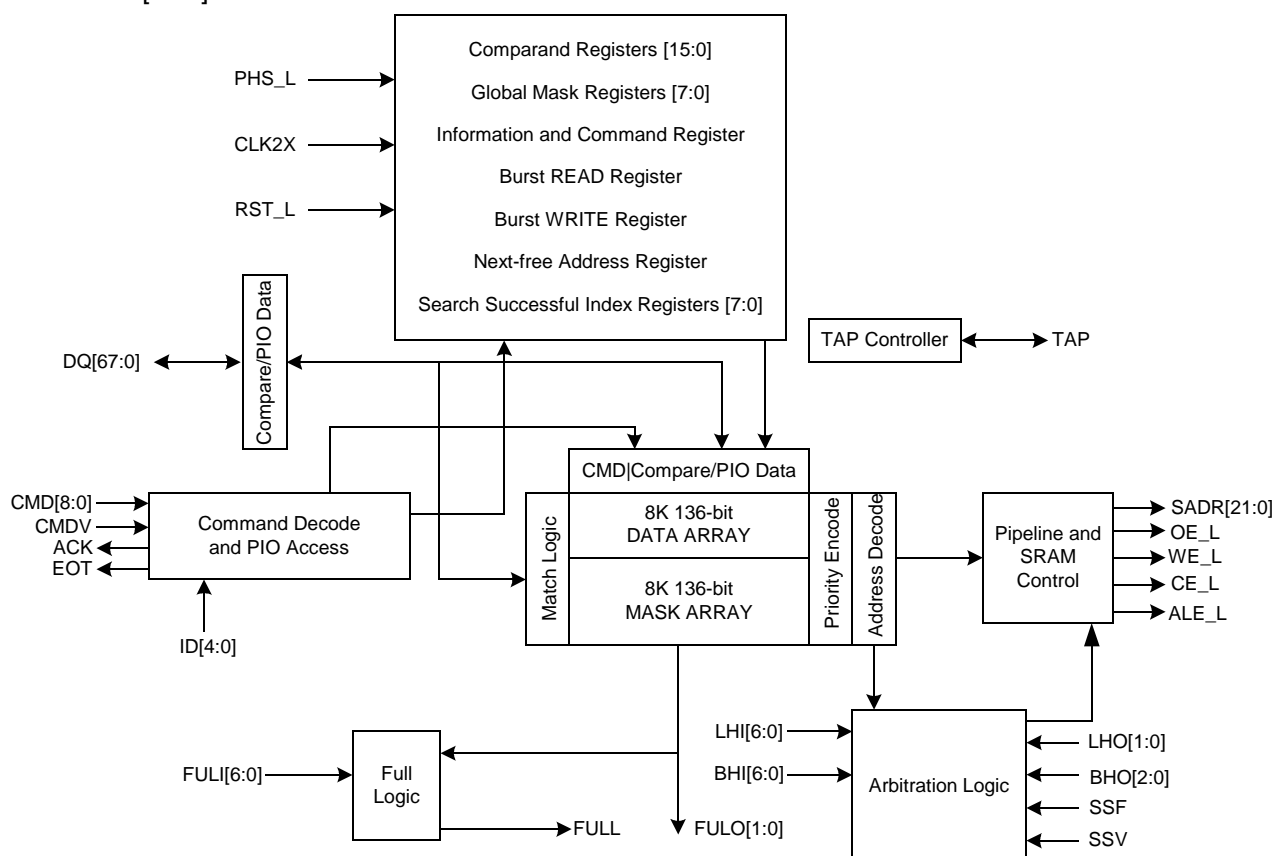 Comparand Registers [15:0]
Global Mask Registers [7:0]
Information and Command Register
Burst READ Register
Burst WRITE Register
Next-free Address Register
Search Successful Index Registers [7:0]
PHS_L
CLK2X
RST_L
Compare/PIO Data
DQ[67:0]
TAP Controller
TAP
CMD|Compare/PIO Data
CMD[8:0]
CMDV
ACK
EOT
Command Decode
and PIO Access
ID[4:0]
Match Logic
8K 136-bit
DATA ARRAY
8K 136-bit
MASK ARRAY
Priority Encode
Address Decode
Pipeline and
SRAM
Control
SADR[21:0]
OE_L
WE_L
CE_L
ALE_L
FULI[6:0]
Full
Logic
FULL
FULO[1:0]
LHI[6:0]
BHI[6:0]
Arbitration Logic
LHO[1:0]
BHO[2:0]
SSF
SSV